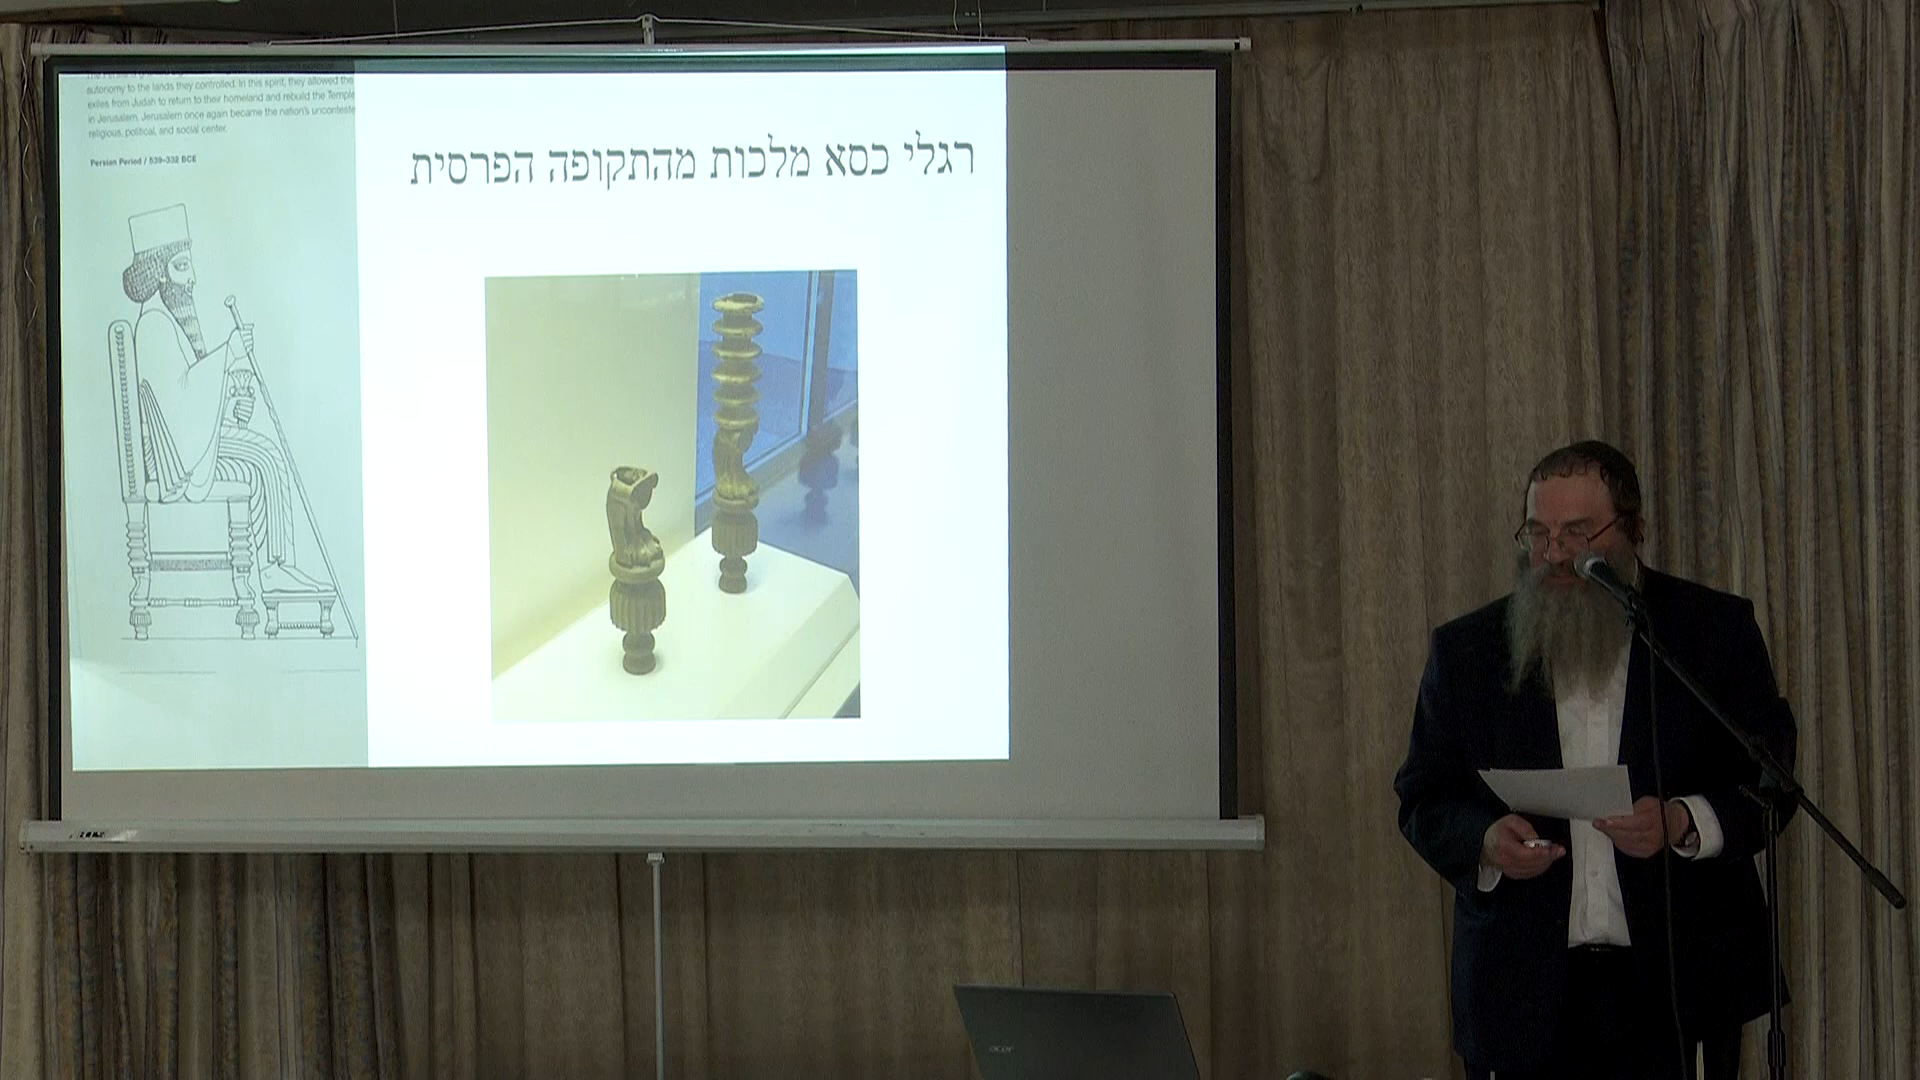 autonomy to the lands they controlled. In this spirit, they allowed the
exiles from Judah to return to their homeland and rebuild the Temple
in Jerusalem. Jerusalem once again became the nation's uncontested
religious, political, and social center.
Persian Period / 539–332 BCE
רגלי כסא מלכות מהתקופה הפרסית
acer